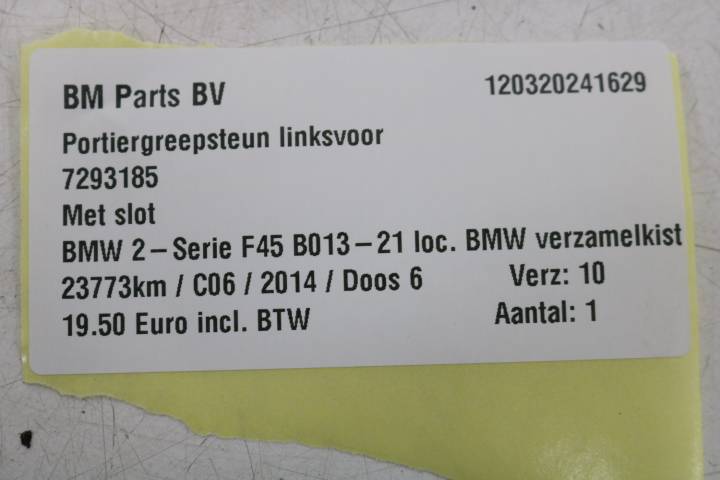 BM Parts BV 120320241629
Portiergreepsteun linksvoor
7293185
Met slot
BMW 2-Serie F45 B013-21 loc. BMW verzamelkist
23773km / C06 / 2014 / Doos 6 Verz: 10
19.50 Euro incl. BTW Aantal: 1